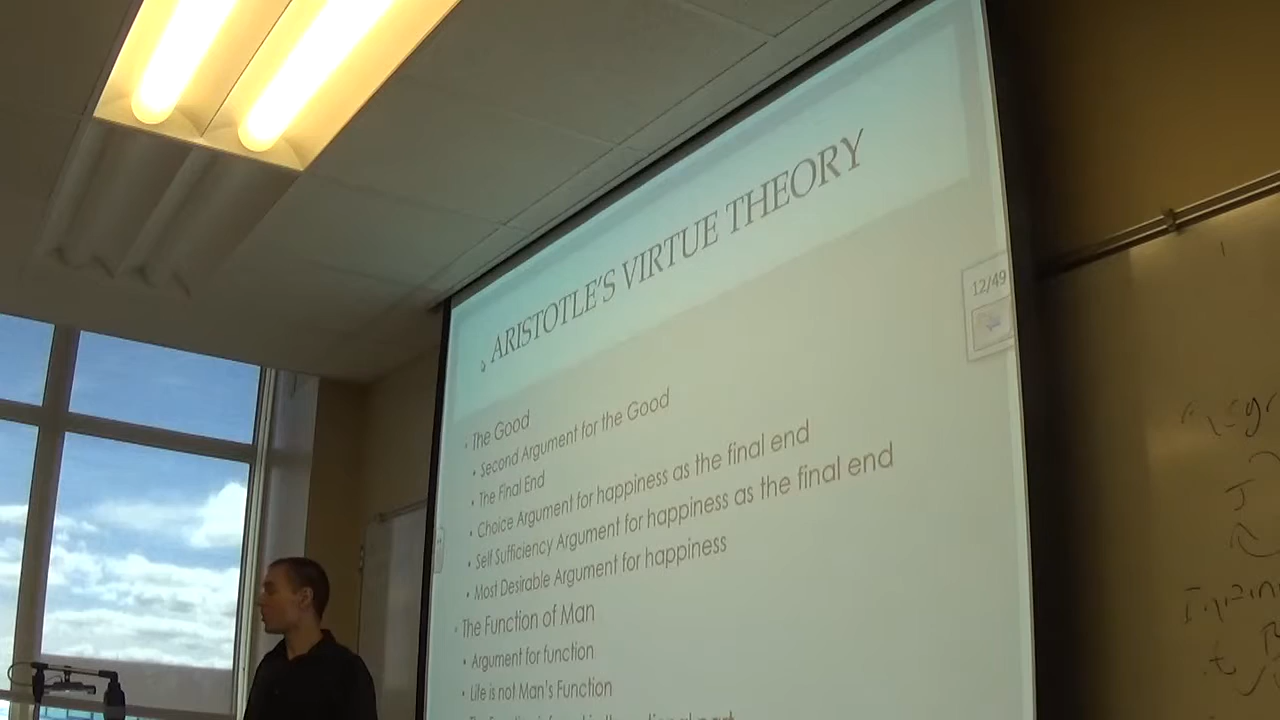 ARISTOTLE'S VIRTUE THEORY
12/49
The Good
Second Argument for the Good
The Final End
Choice Argument for happiness as the final end
Self Sufficiency Argument for happiness as the final end
Most Desirable Argument for happiness
The Function of Man
Argument for function
Life is not Man's Function